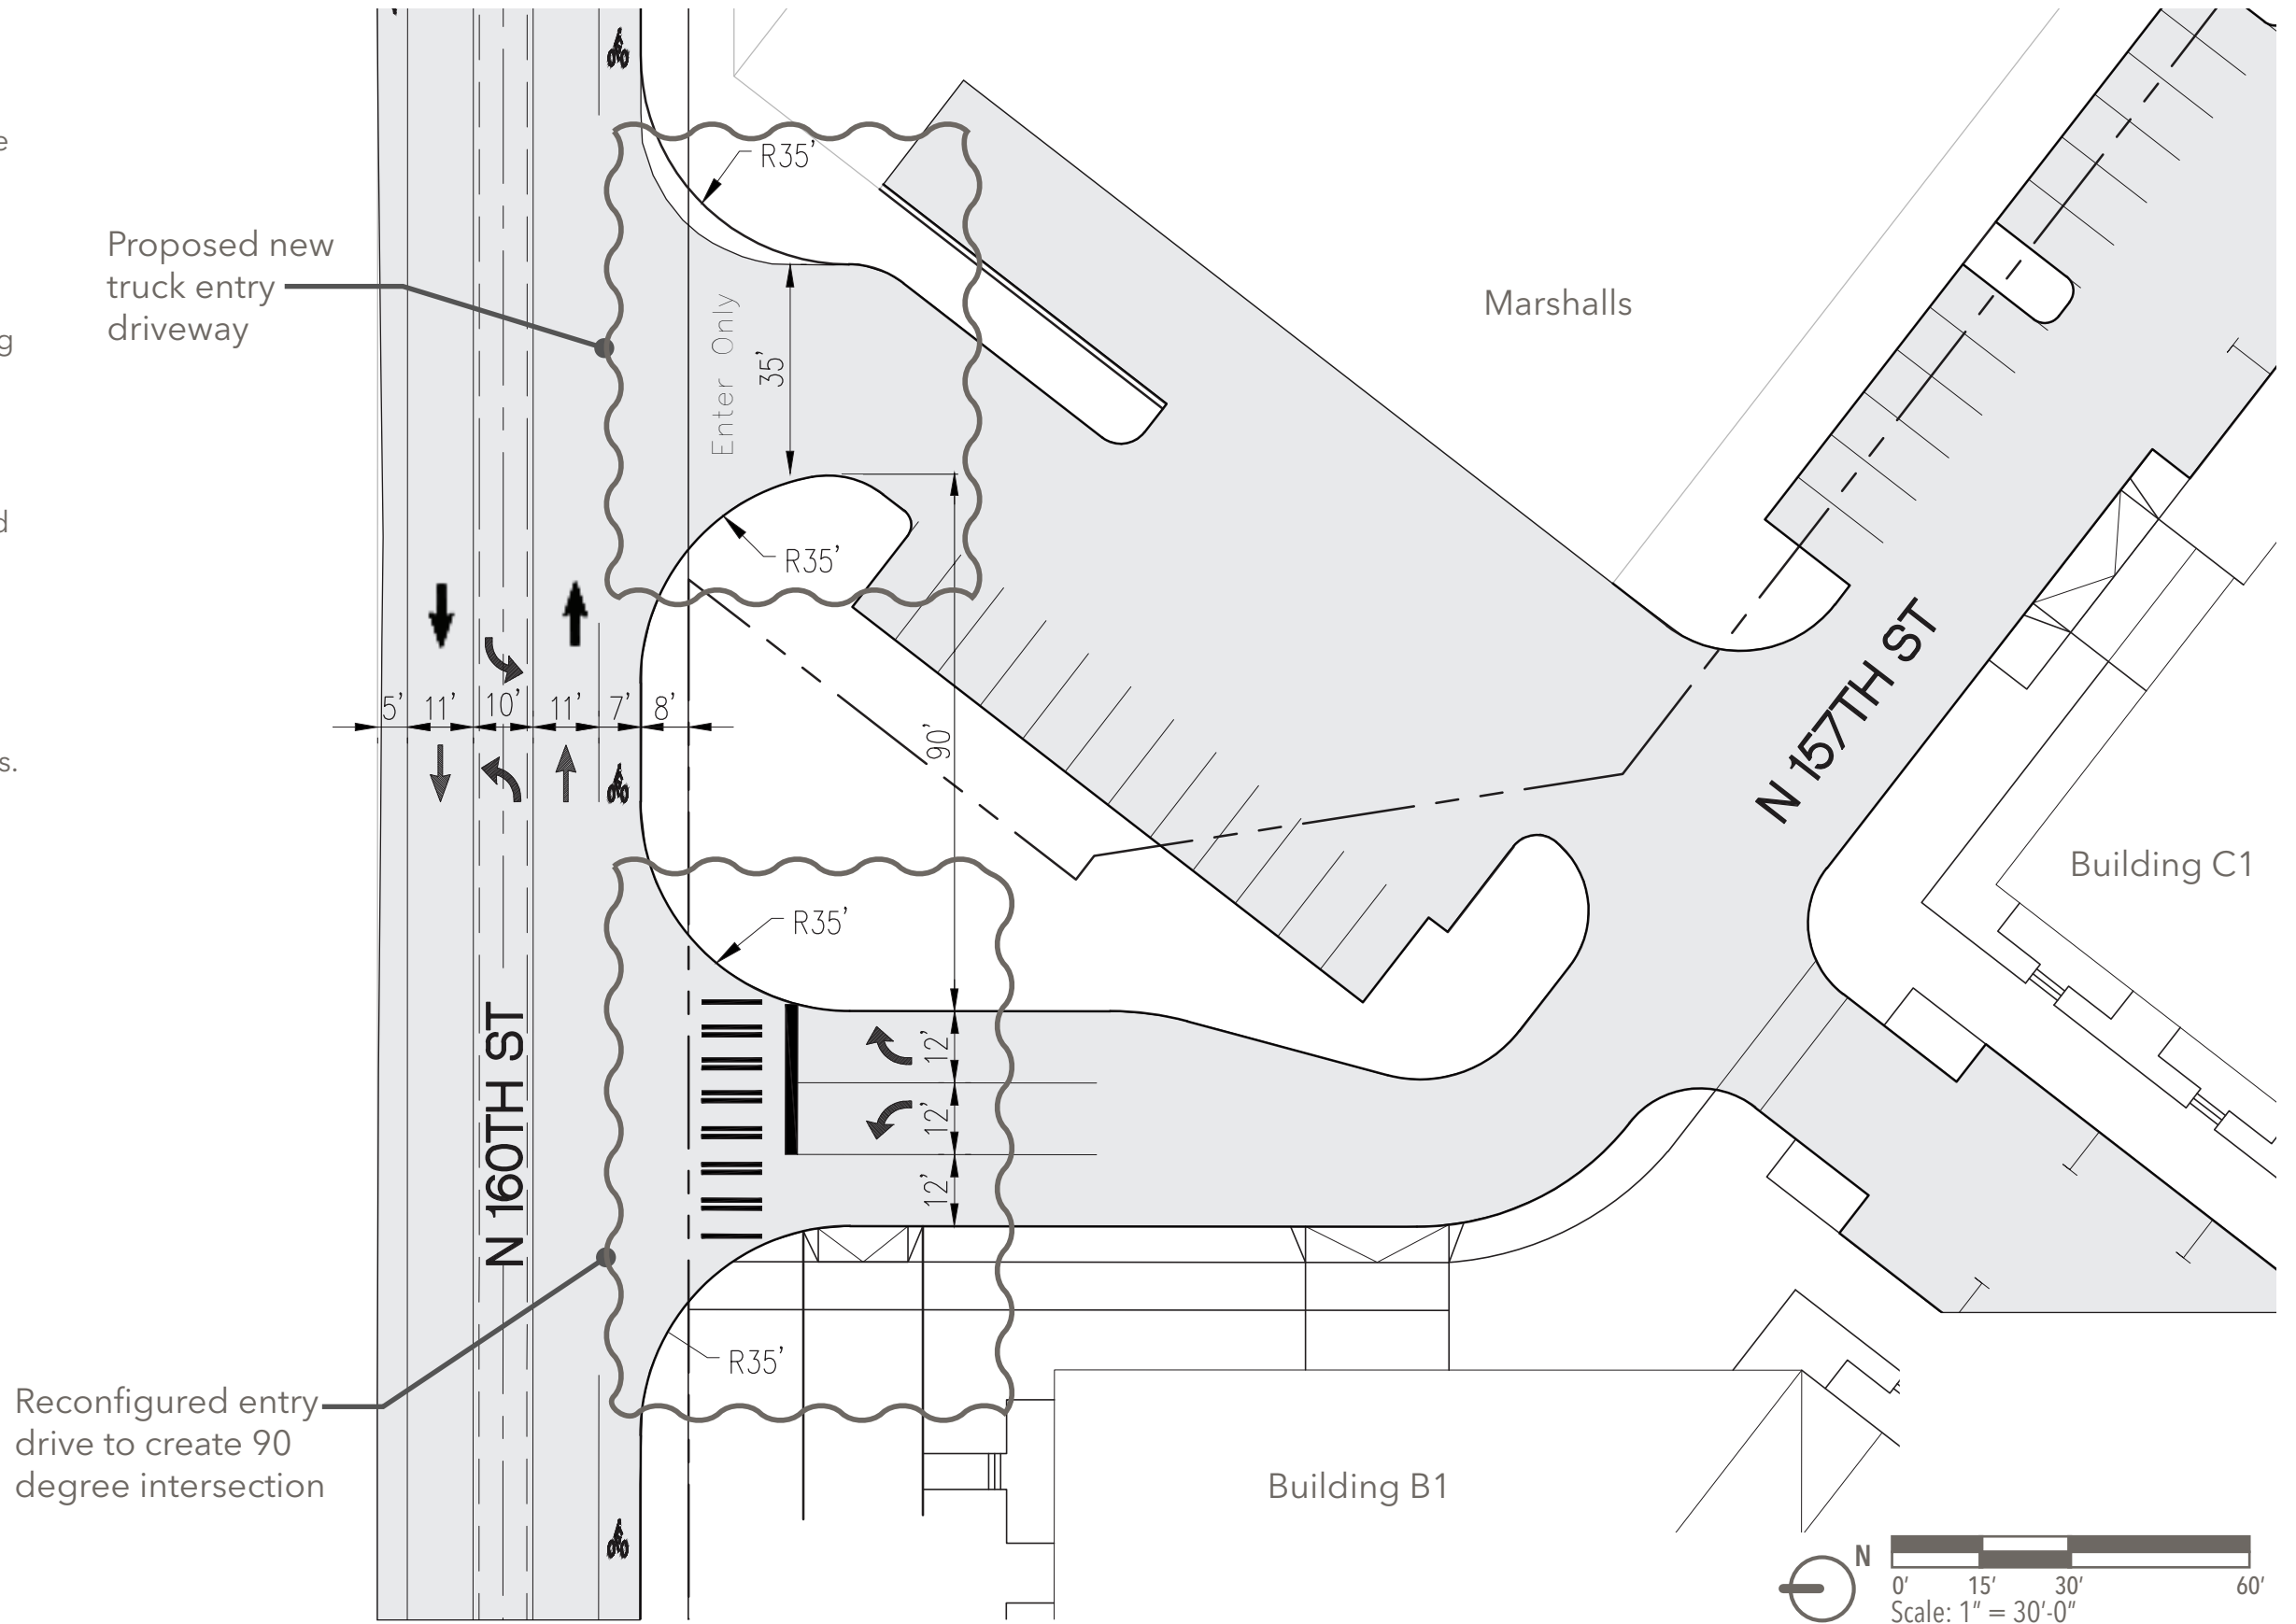 e
g
d
s.
Proposed new
truck entry
driveway
R35'
Enter Only
35'
R35'
Marshalls
5'
11'
10'
11'
7'
8'
90'
N 157TH ST
Building C1
R35'
N 160TH ST
12'
12'
12'
R35'
Reconfigured entry
drive to create 90
degree intersection
Building B1
N
0'
15'
30'
60'
Scale: 1" = 30'-0"